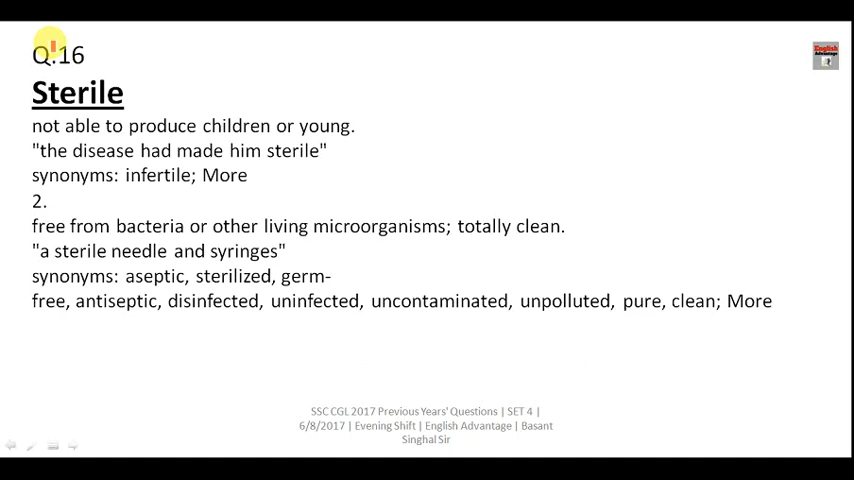 Q.16
English
Advantage
Sterile
not able to produce children or young.
"the disease had made him sterile"
synonyms: infertile; More
2.
free from bacteria or other living microorganisms; totally clean.
"a sterile needle and syringes"
synonyms: aseptic, sterilized, germ-
free, antiseptic, disinfected, uninfected, uncontaminated, unpolluted, pure, clean; More
SSC CGL 2017 Previous Years' Questions | SET 4 |
6/8/2017 | Evening Shift | English Advantage | Basant
Singhal Sir